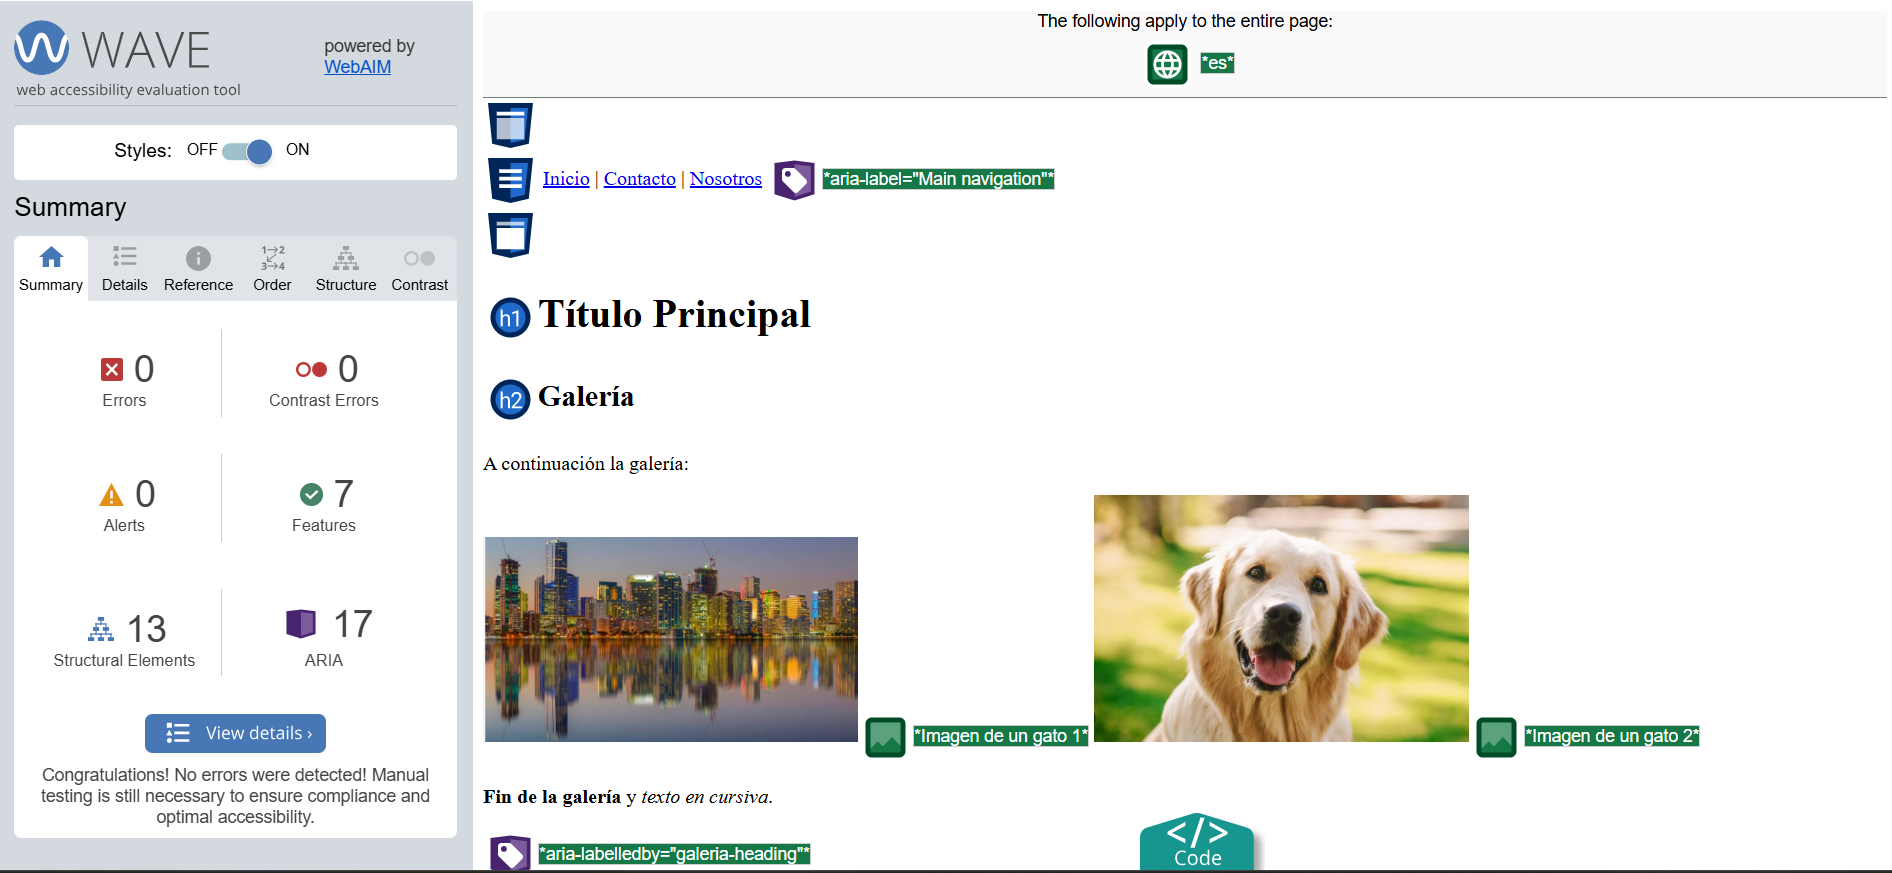 WAVE
powered by
WebAIM
web accessibility evaluation tool
Styles: OFF ON
Summary
Summary Details Reference Order Structure Contrast
0 Errors
0 Contrast Errors
0 Alerts
7 Features
13 Structural Elements
17 ARIA
View details ›
Congratulations! No errors were detected! Manual
testing is still necessary to ensure compliance and
optimal accessibility.
The following apply to the entire page:
*es*
Inicio | Contacto | Nosotros *aria-label="Main navigation"*
h1 Título Principal
h2 Galería
A continuación la galería:
*Imagen de un gato 1* *Imagen de un gato 2*
Fin de la galería y texto en cursiva.
*aria-labelledby="galeria-heading"*
</> Code